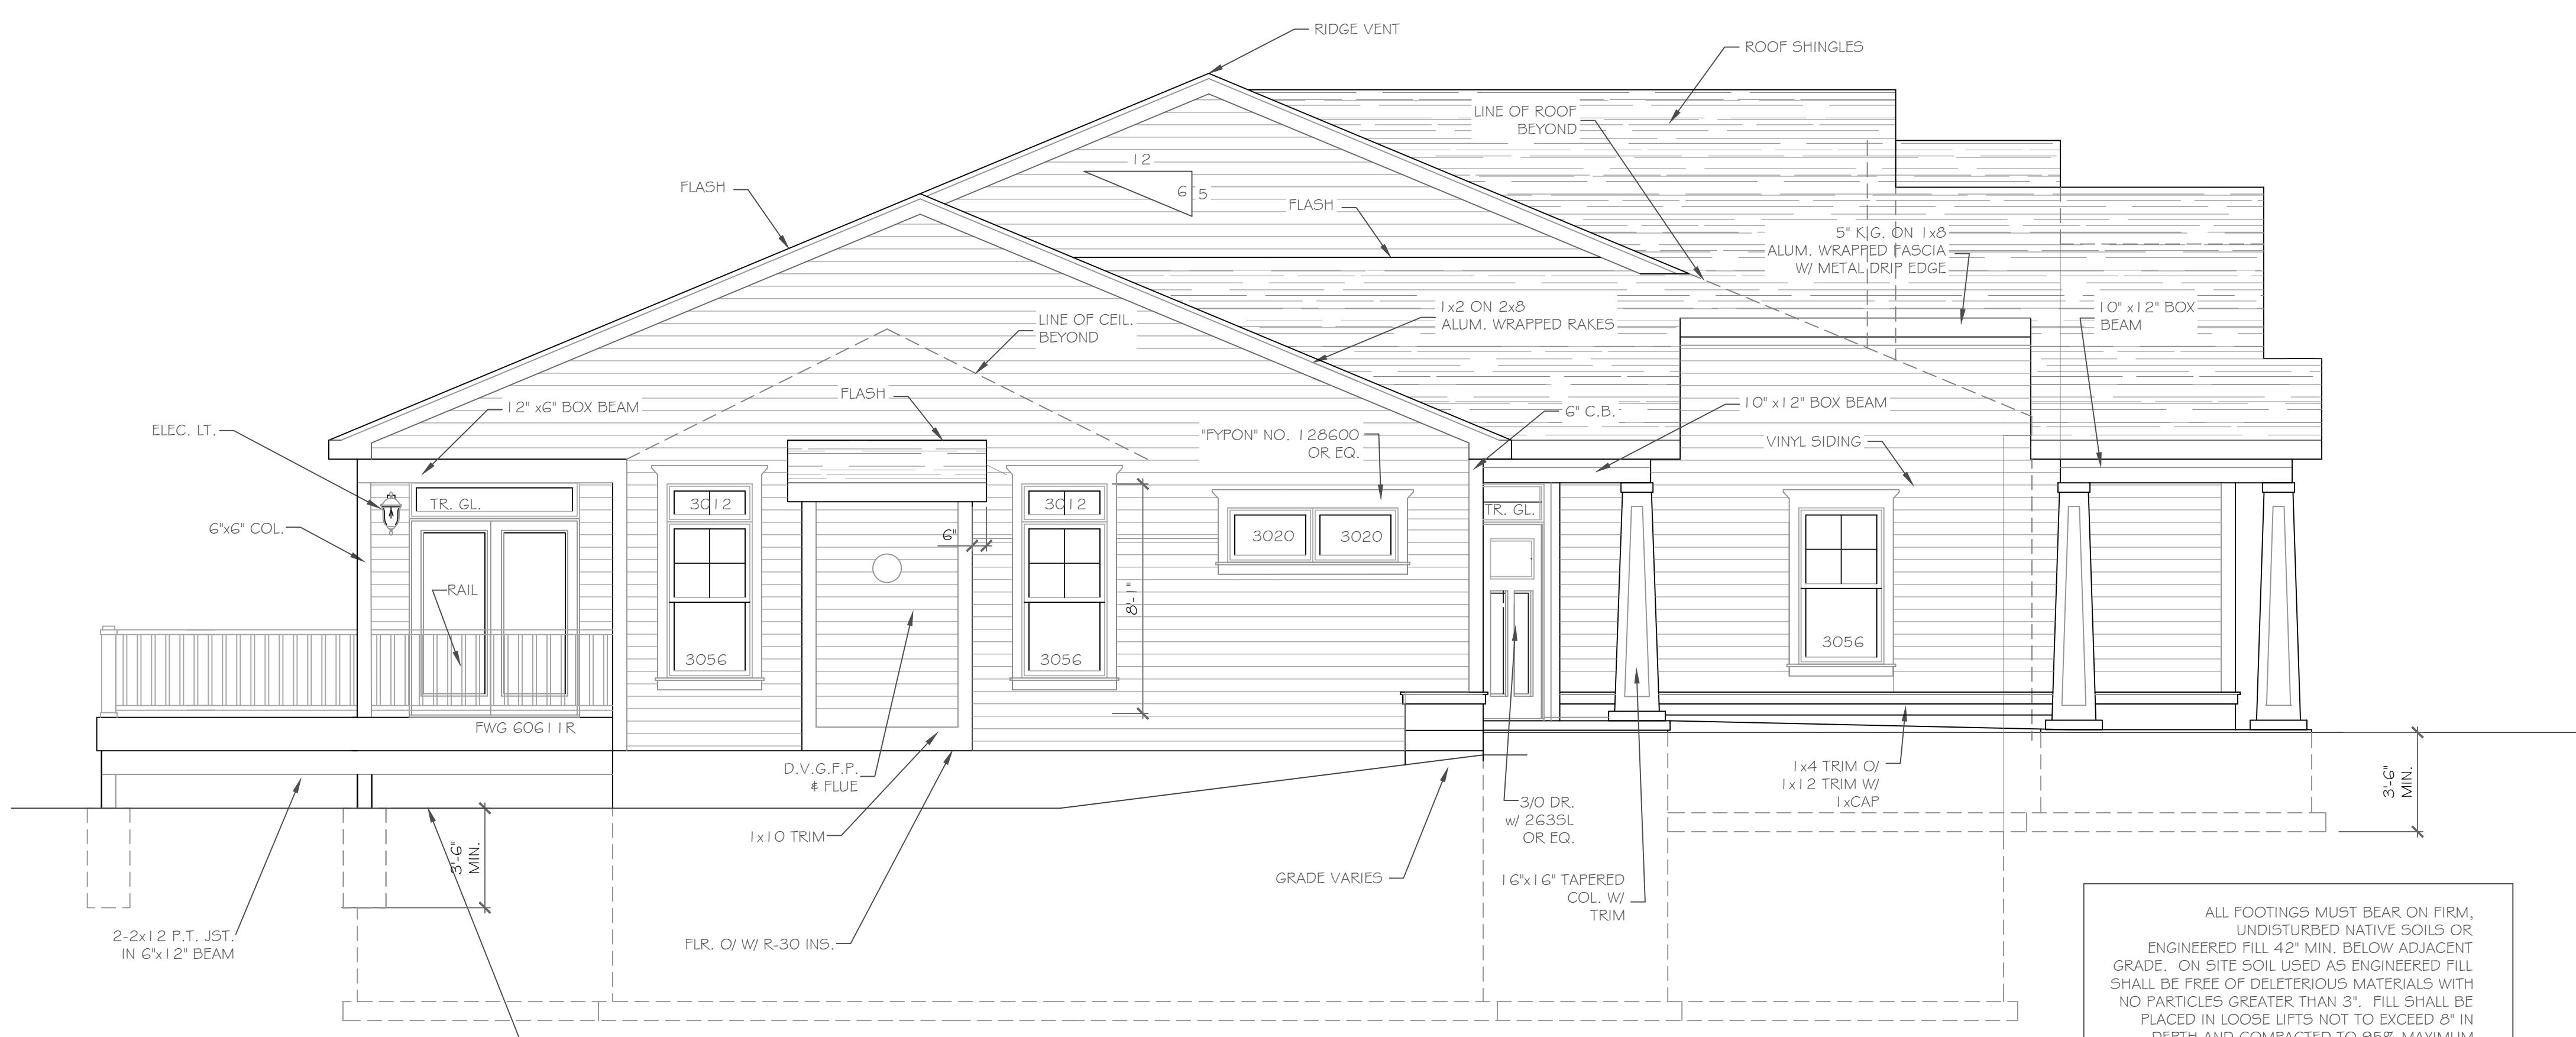 RIDGE VENT
ROOF SHINGLES
LINE OF ROOF
BEYOND
12
6 5
FLASH
FLASH
5" K.G. ON 1x8
ALUM. WRAPPED FASCIA
W/ METAL DRIP EDGE
1x2 ON 2x8
ALUM. WRAPPED RAKES
10" x12" BOX
BEAM
LINE OF CEIL.
BEYOND
FLASH
12" x6" BOX BEAM
ELEC. LT.
6" C.B.
10" x12" BOX BEAM
"FYPON" NO. 128600
OR EQ.
VINYL SIDING
TR. GL.
3012
3012
TR. GL.
6"
3020
3020
6"x6" COL.
RAIL
8'-1"
3056
3056
3056
FWG 60611R
D.V.G.F.P.
& FLUE
1x10 TRIM
1x4 TRIM O/
1x12 TRIM W/
1xCAP
3'-6"
MIN.
3/0 DR.
w/ 263SL
OR EQ.
3'-6"
MIN.
GRADE VARIES
16"x16" TAPERED
COL. W/
TRIM
2-2x12 P.T. JST.
IN 6"x12" BEAM
FLR. O/ W/ R-30 INS.
ALL FOOTINGS MUST BEAR ON FIRM,
UNDISTURBED NATIVE SOILS OR
ENGINEERED FILL 42" MIN. BELOW ADJACENT
GRADE. ON SITE SOIL USED AS ENGINEERED FILL
SHALL BE FREE OF DELETERIOUS MATERIALS WITH
NO PARTICLES GREATER THAN 3". FILL SHALL BE
PLACED IN LOOSE LIFTS NOT TO EXCEED 8" IN
DEPTH AND COMPACTED TO 95% MAXIMUM